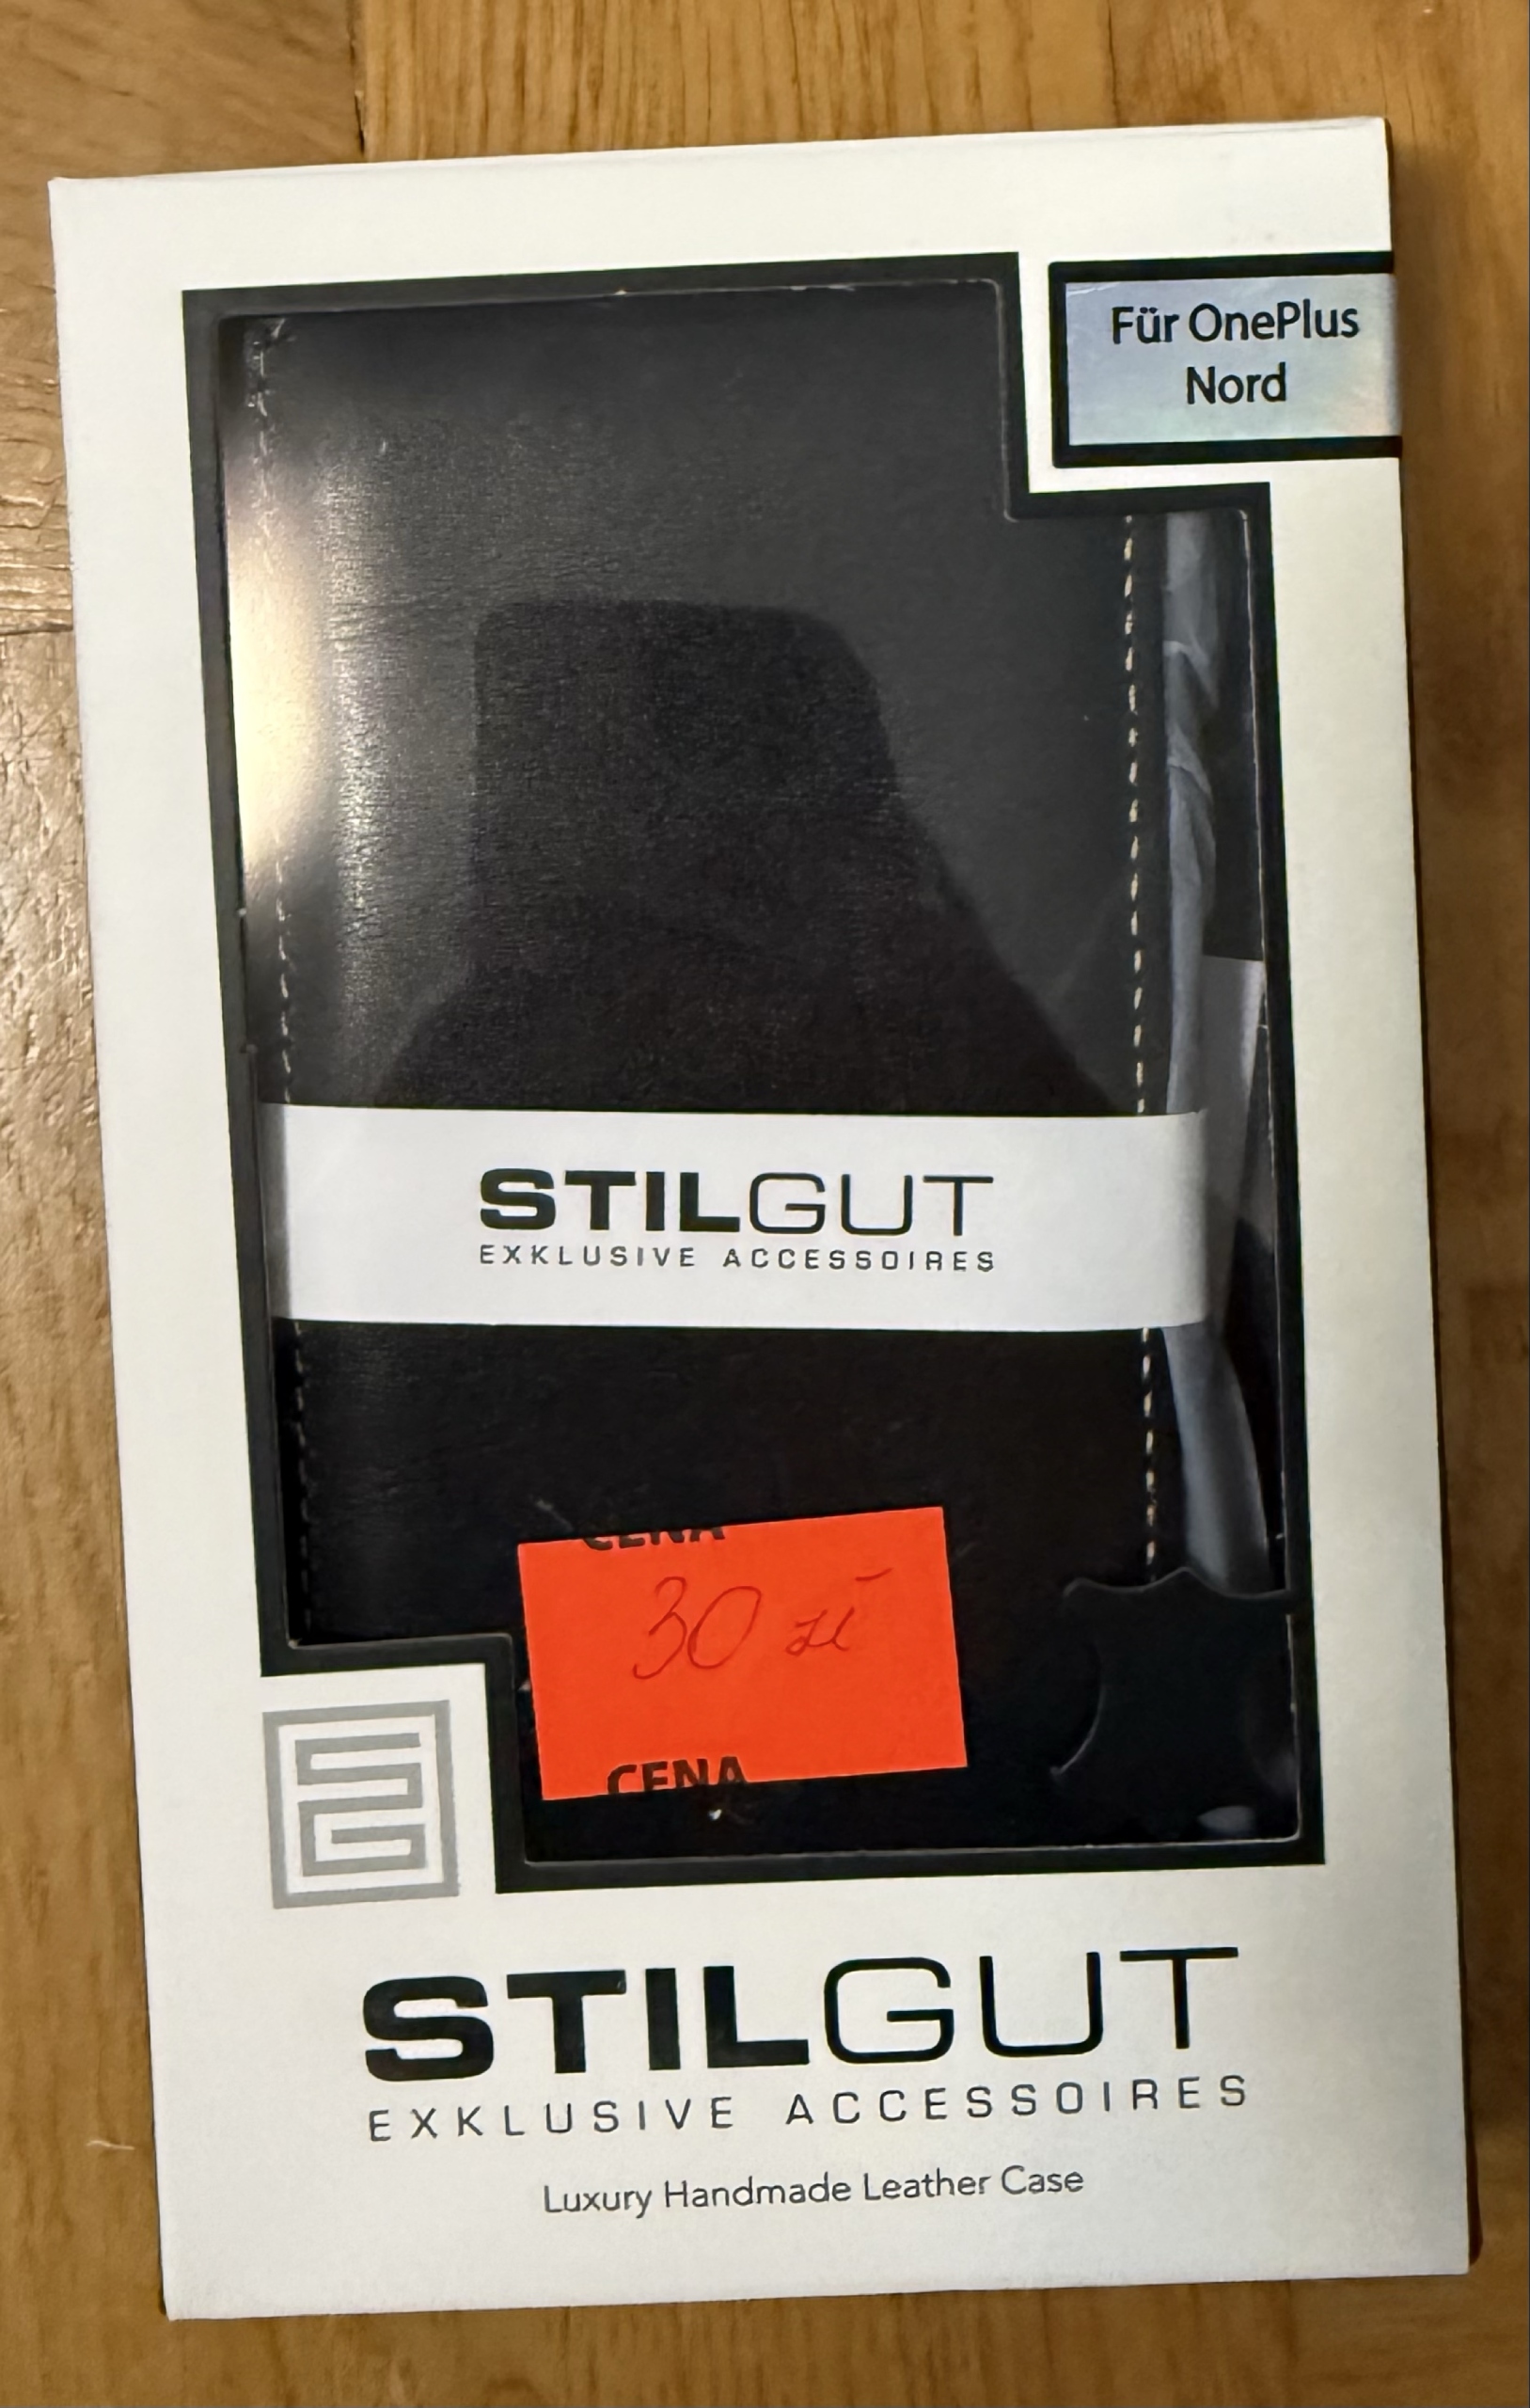 Für OnePlus
Nord
STILGUT
EXKLUSIVE ACCESSOIRES
CENA
30 zł
CENA
STILGUT
EXKLUSIVE ACCESSOIRES
Luxury Handmade Leather Case